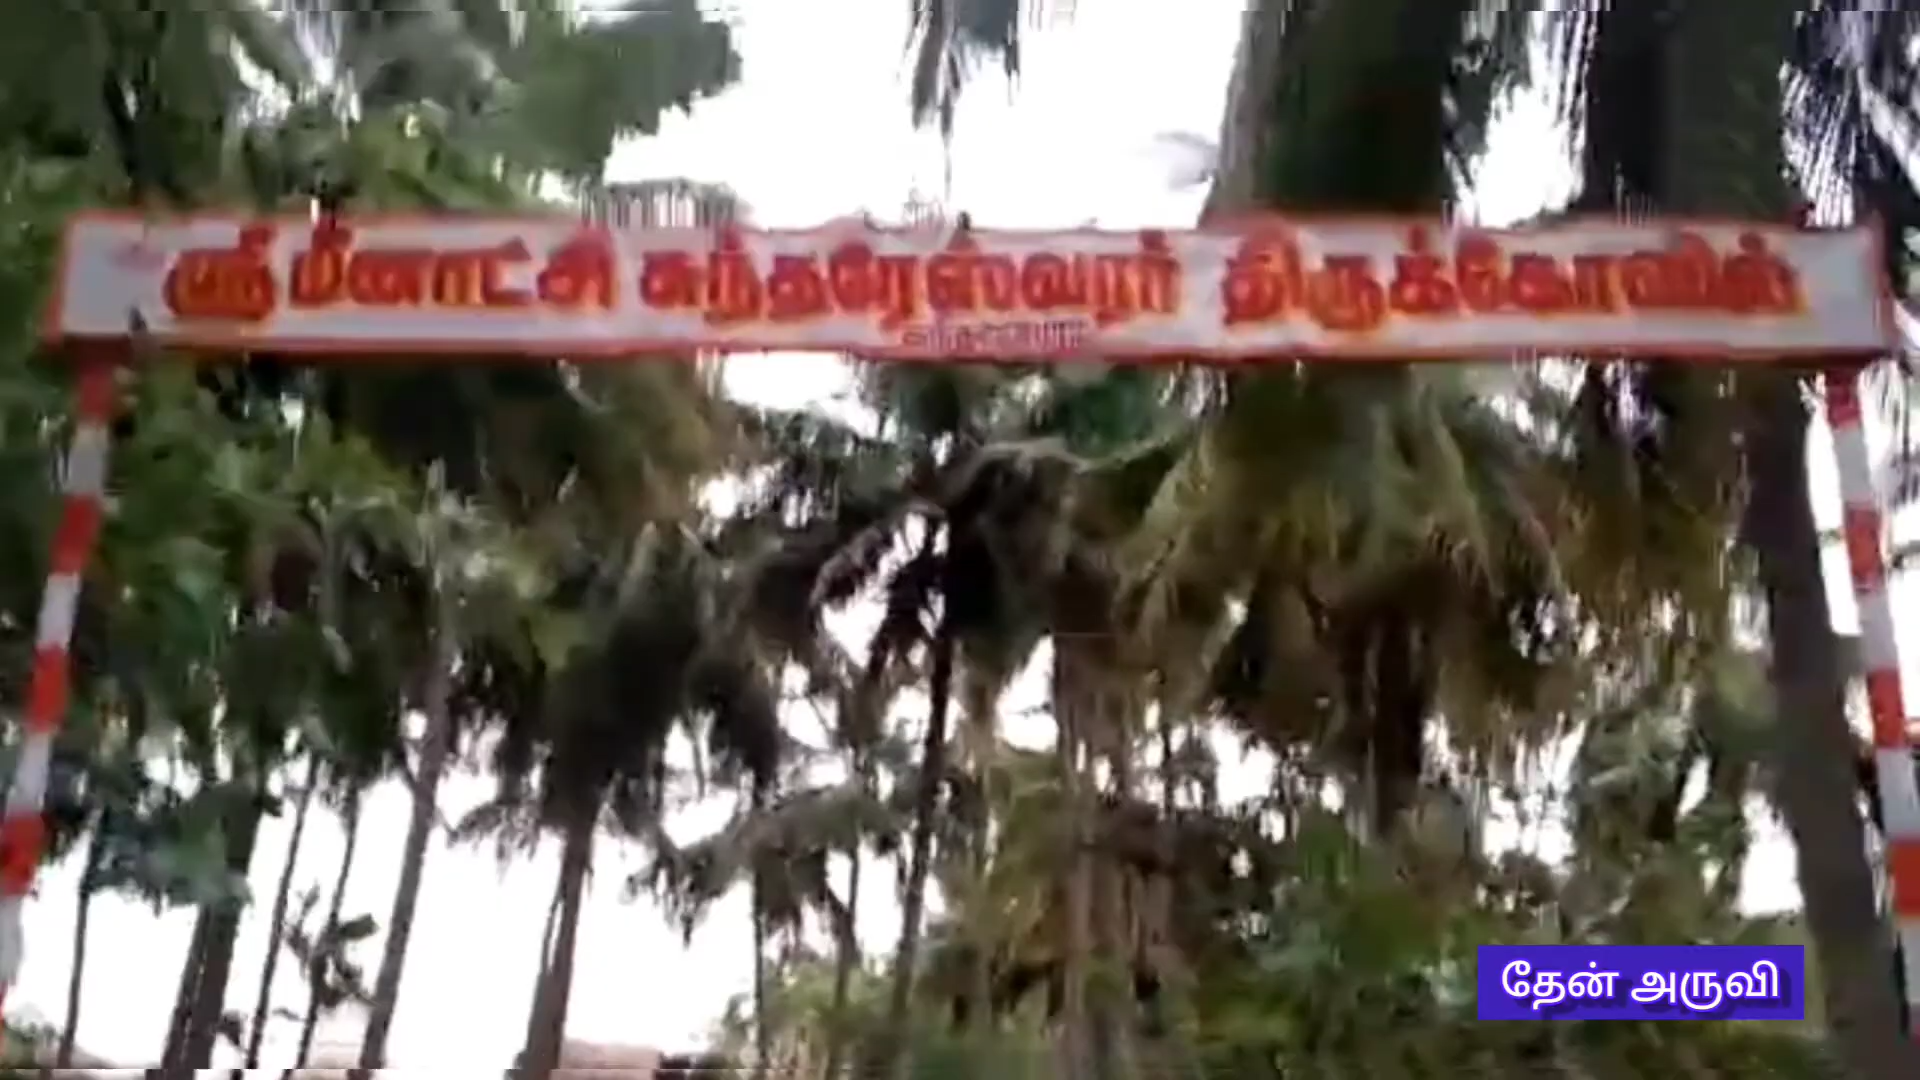 ஸ்ரீ மீனாட்சி சுந்தரேஸ்வரர் திருக்கோவில்
தேன் அருவி